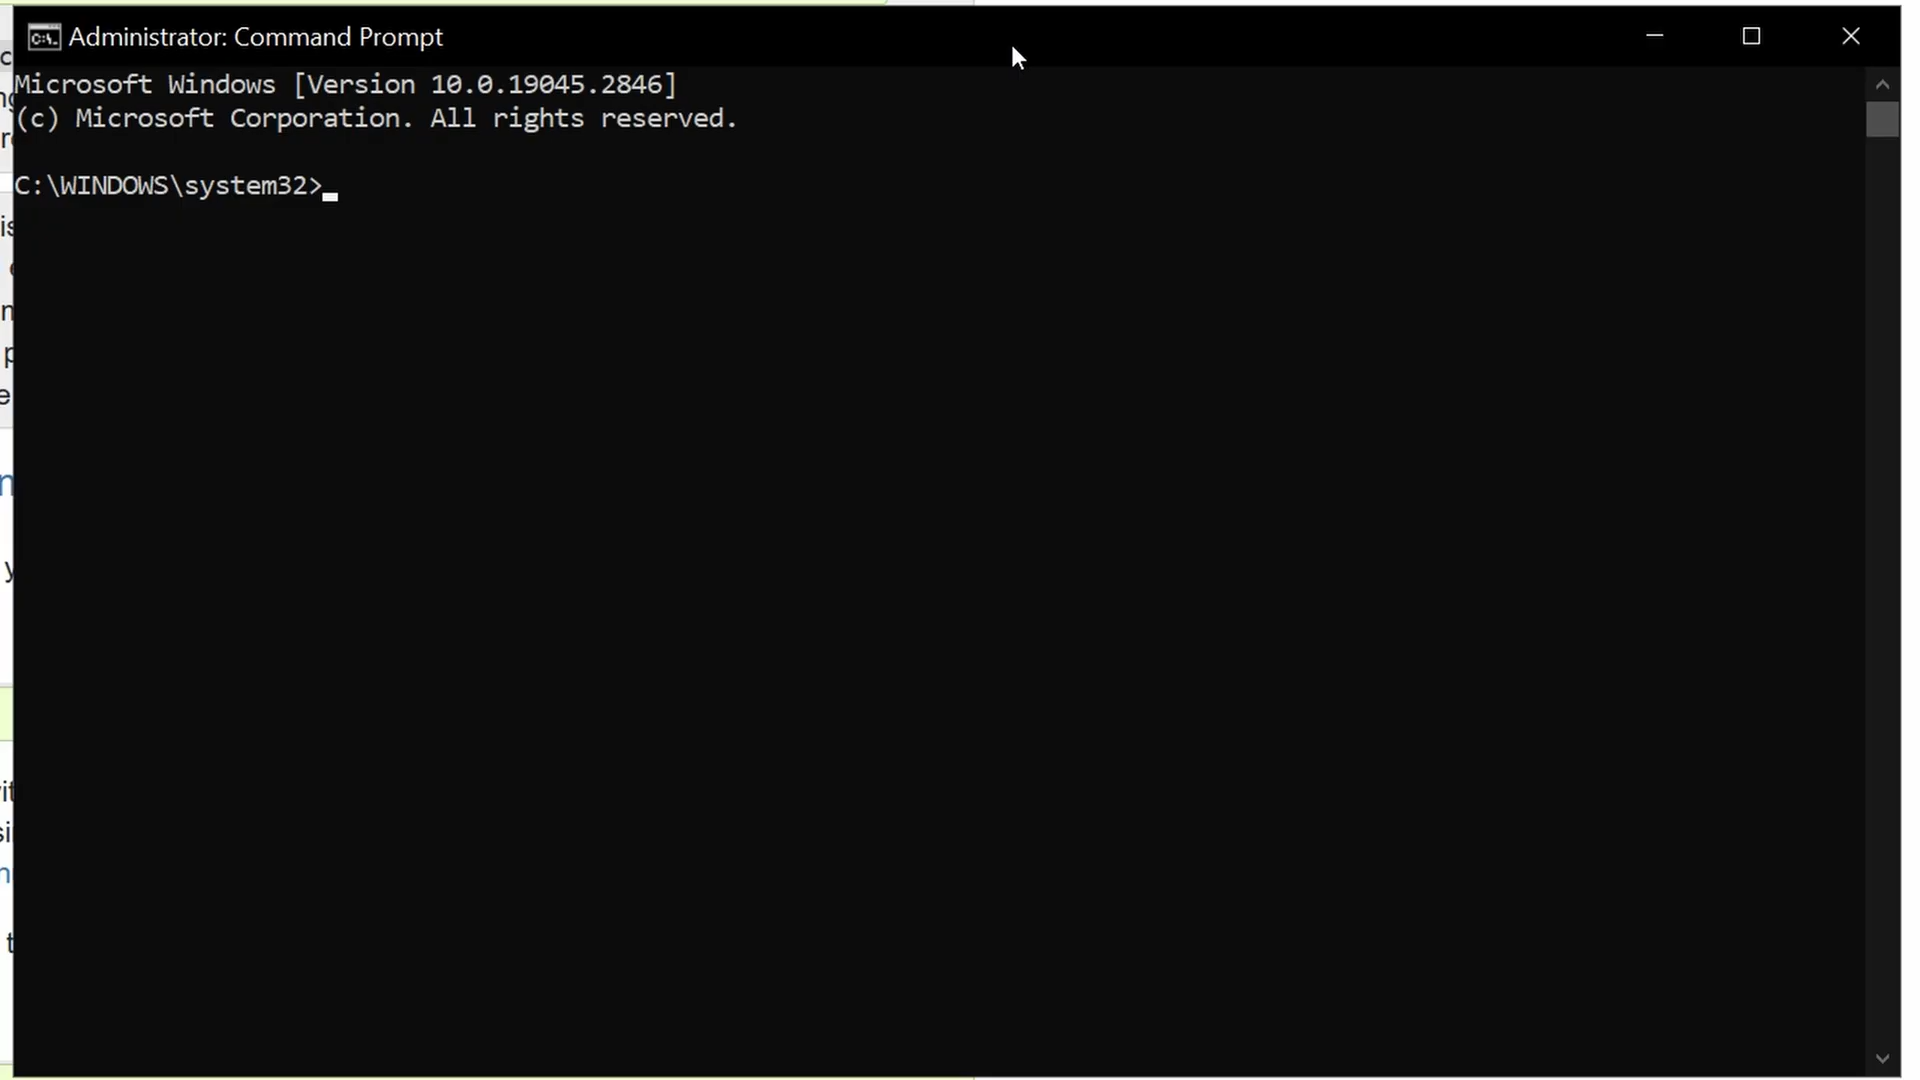 Administrator: Command Prompt
Microsoft Windows [Version 10.0.19045.2846]
(c) Microsoft Corporation. All rights reserved.
C:\WINDOWS\system32>